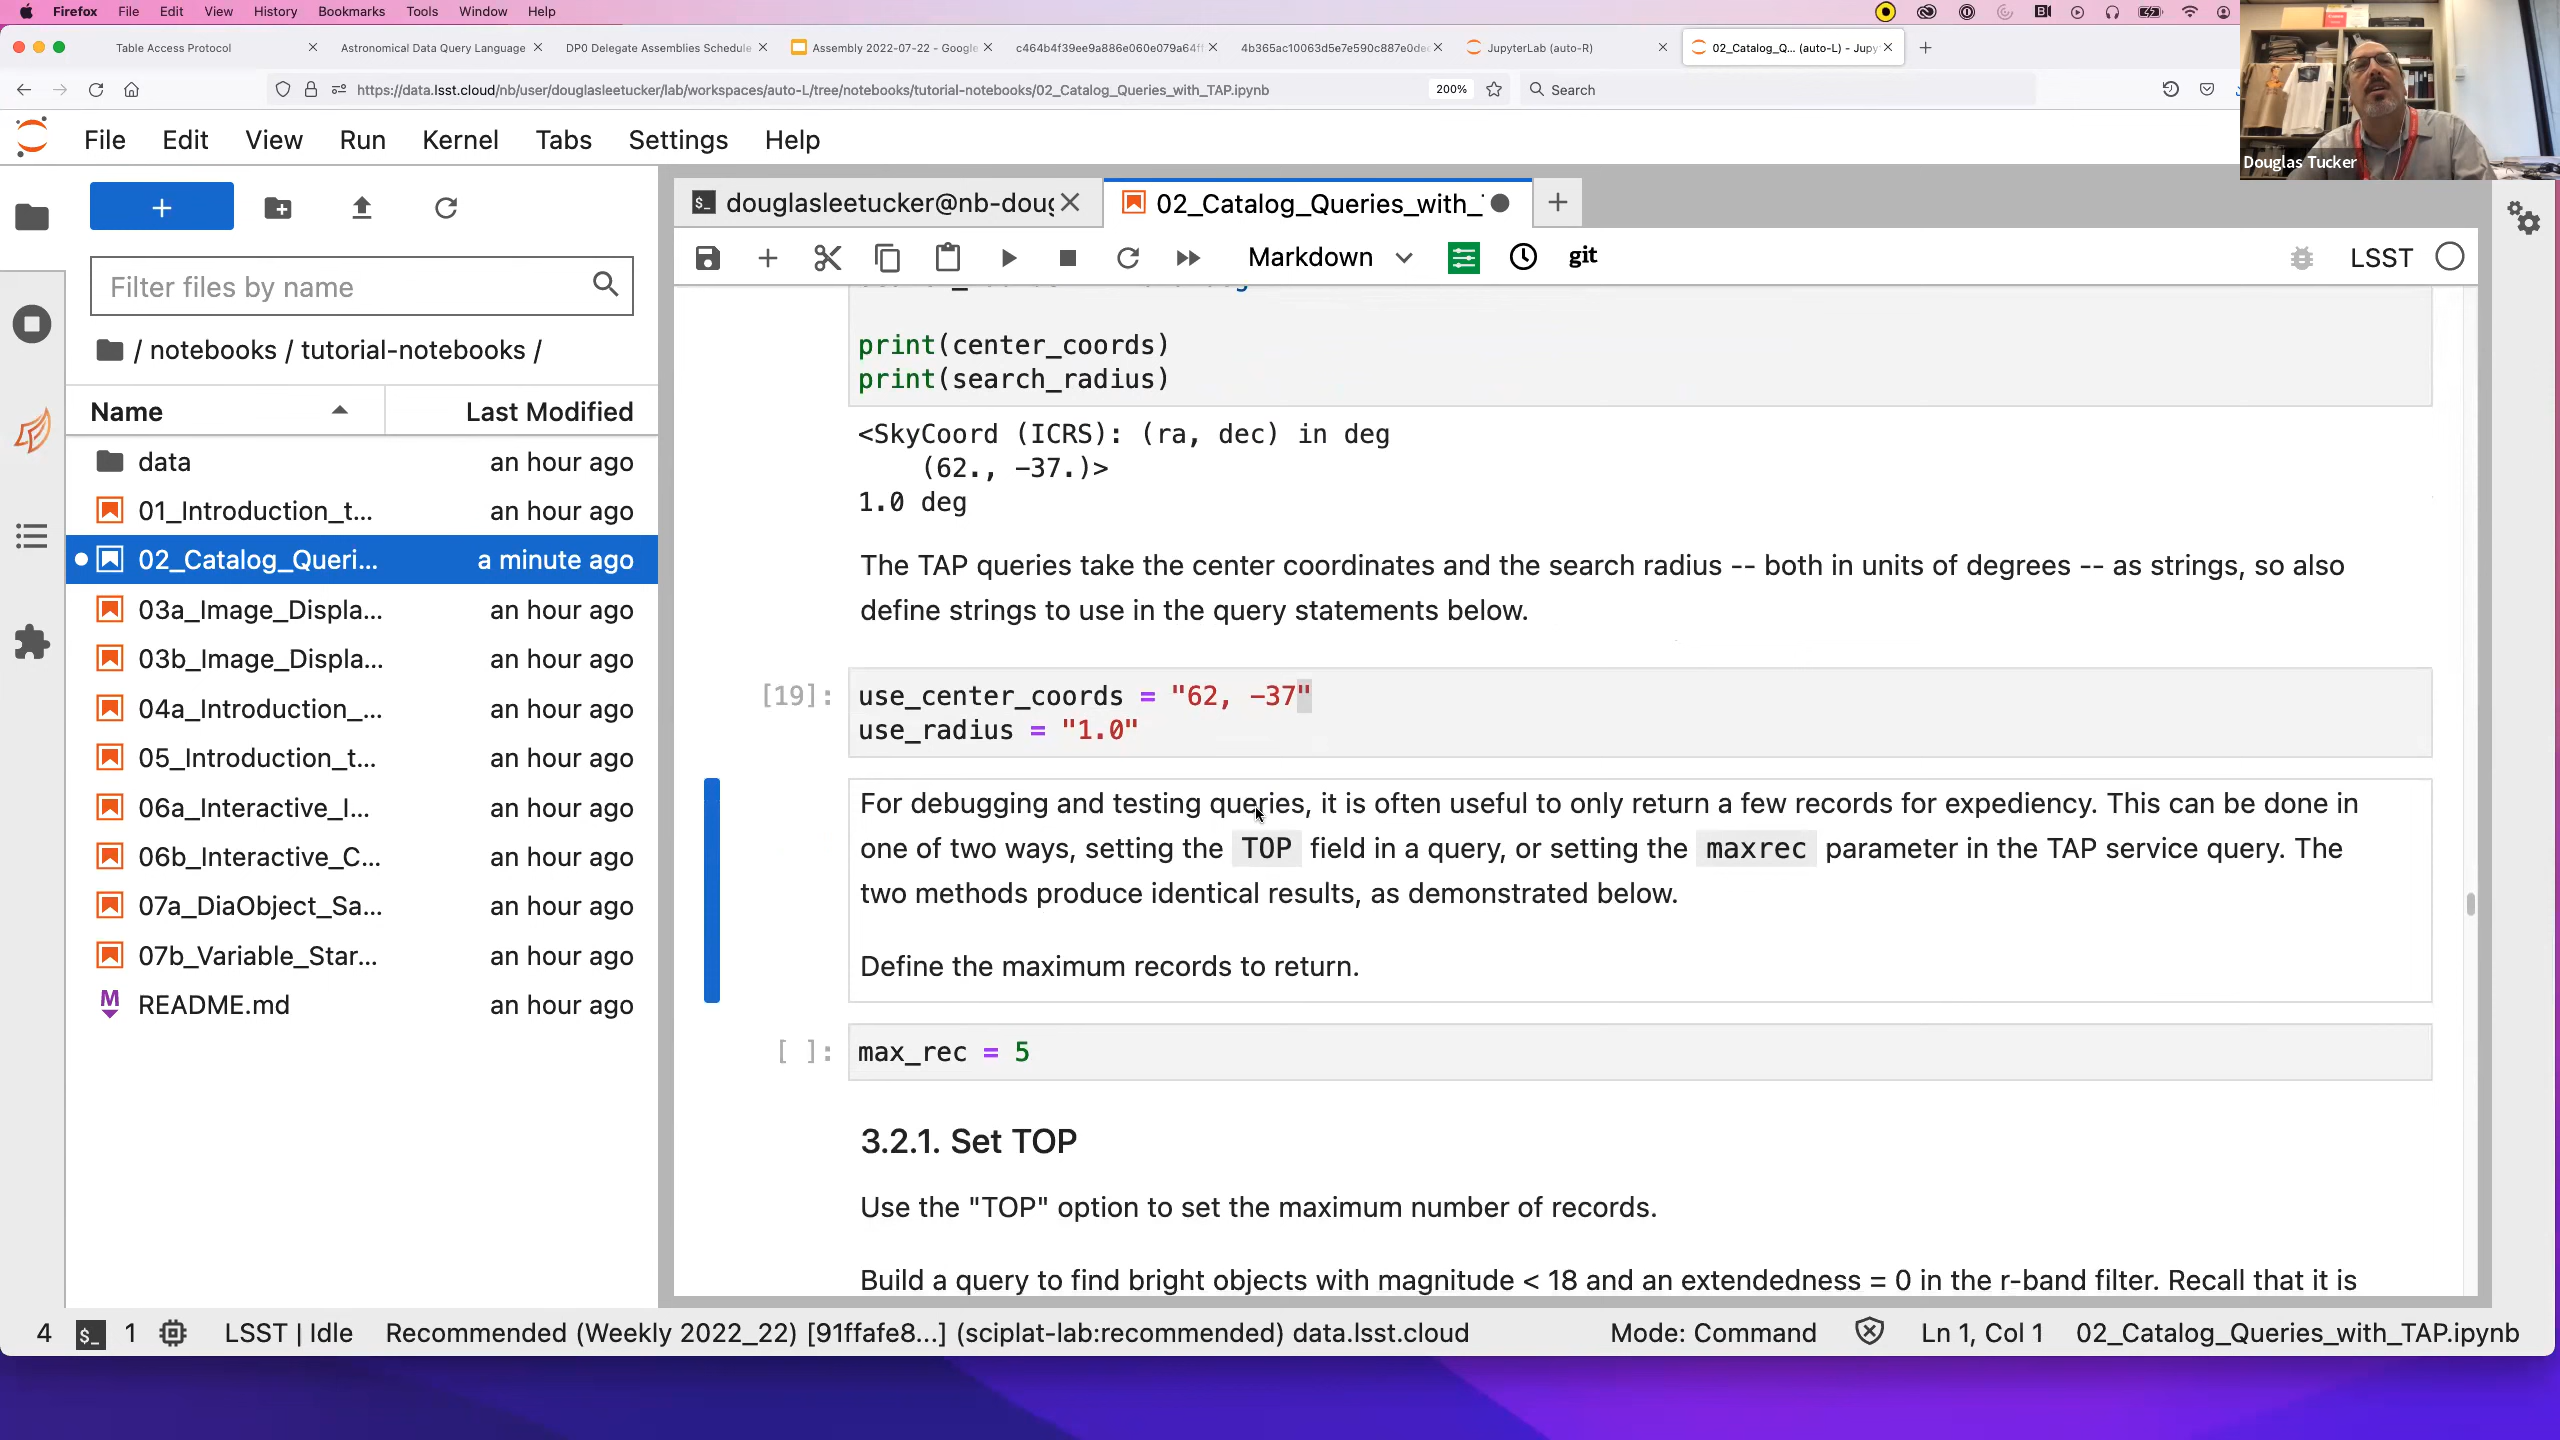 Firefox File Edit View History Bookmarks Tools Window Help
Table Access Protocol
Astronomical Data Query Language
DP0 Delegate Assemblies Schedule
Assembly 2022-07-22 - Google
c464b4f39ee9a886e060e079a64f
JupyterLab (auto-R)
02_Catalog_Q... (auto-L) - Jupy
https://data.lsst.cloud/nb/user/douglasleetucker/lab/workspaces/auto-L/tree/notebooks/tutorial-notebooks/02_Catalog_Queries_with_TAP.ipynb
200%
Search
Douglas Tucker
File Edit View Run Kernel Tabs Settings Help
douglasleetucker@nb-doug
02_Catalog_Queries_with_
Markdown
git
LSST
Filter files by name
/ notebooks / tutorial-notebooks /
Name Last Modified
data an hour ago
01_Introduction_t... an hour ago
02_Catalog_Queri... a minute ago
03a_Image_Displa... an hour ago
03b_Image_Displa... an hour ago
04a_Introduction_... an hour ago
05_Introduction_t... an hour ago
06a_Interactive_I... an hour ago
06b_Interactive_C... an hour ago
07a_DiaObject_Sa... an hour ago
07b_Variable_Star... an hour ago
README.md an hour ago
print(center_coords)
print(search_radius)
<SkyCoord (ICRS): (ra, dec) in deg
(62., -37.)>
1.0 deg
The TAP queries take the center coordinates and the search radius -- both in units of degrees -- as strings, so also
define strings to use in the query statements below.
[19]: use_center_coords = "62, -37"
use_radius = "1.0"
For debugging and testing queries, it is often useful to only return a few records for expediency. This can be done in
one of two ways, setting the TOP field in a query, or setting the maxrec parameter in the TAP service query. The
two methods produce identical results, as demonstrated below.
Define the maximum records to return.
[ ]: max_rec = 5
3.2.1. Set TOP
Use the "TOP" option to set the maximum number of records.
Build a query to find bright objects with magnitude < 18 and an extendedness = 0 in the r-band filter. Recall that it is
4 $_ 1 LSST | Idle Recommended (Weekly 2022_22) [91ffafe8...] (sciplat-lab:recommended) data.lsst.cloud
Mode: Command Ln 1, Col 1 02_Catalog_Queries_with_TAP.ipynb